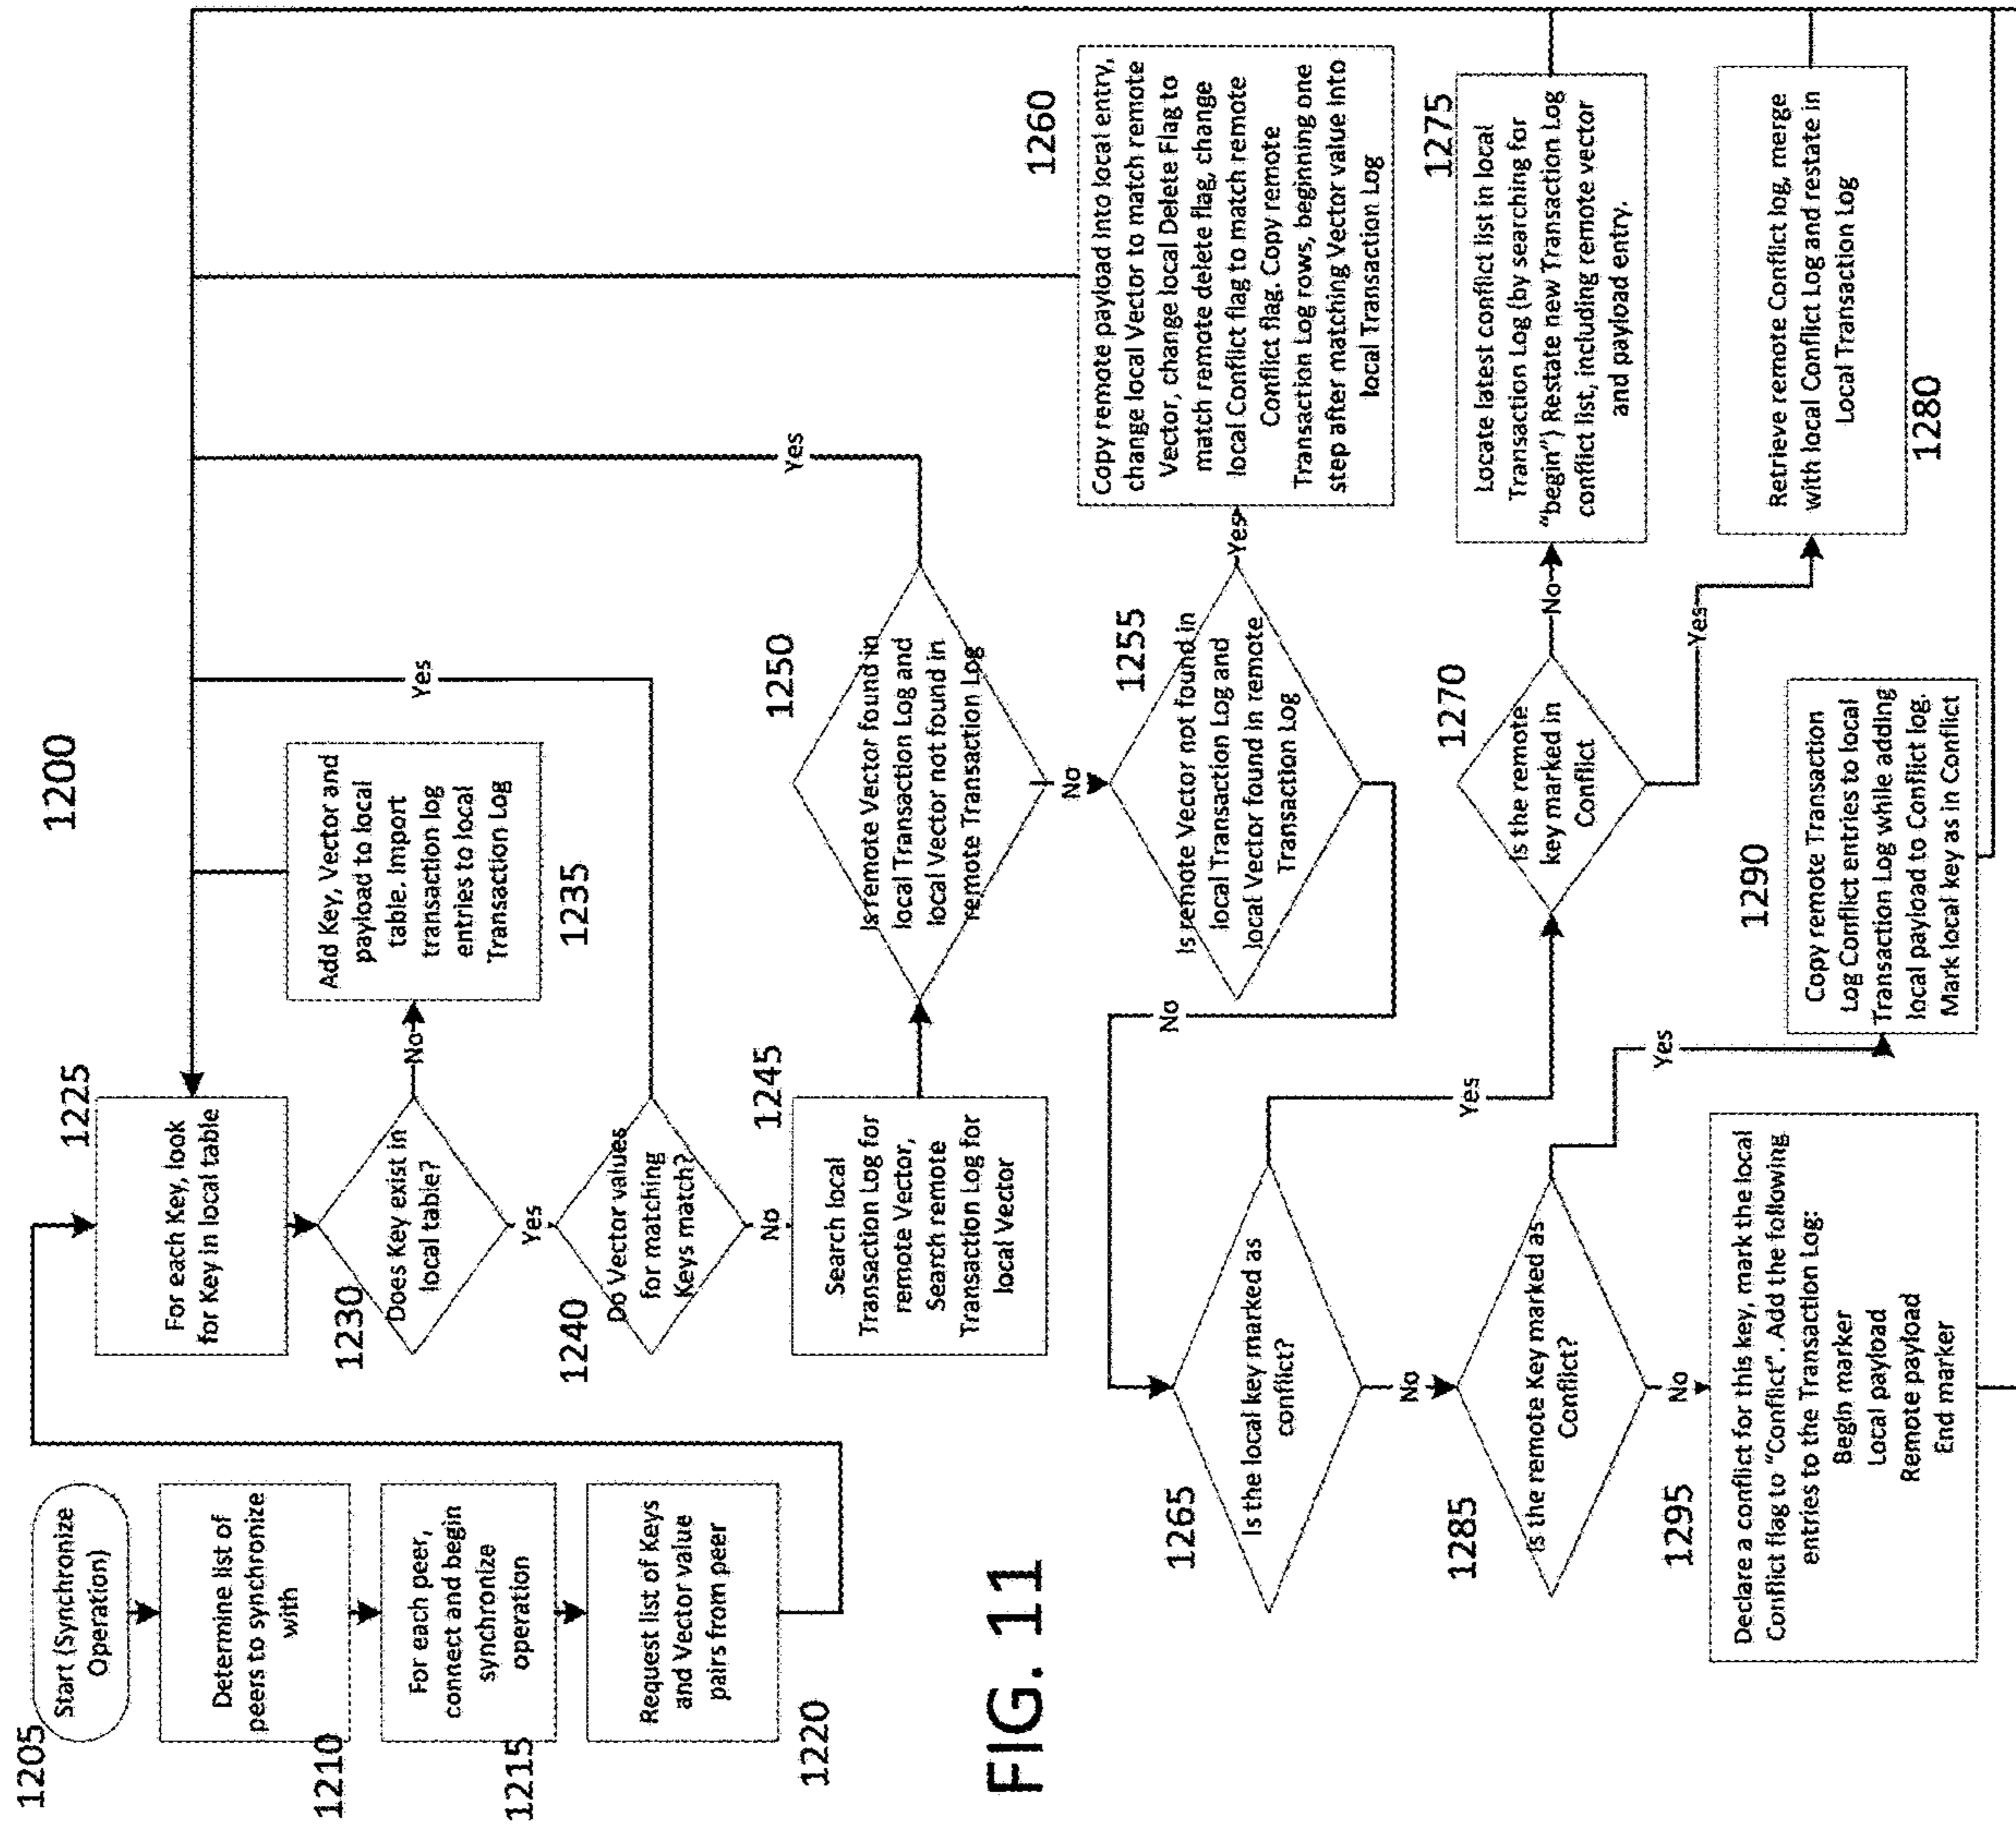 1200
1205
Start (Synchronize
Operation)
1210
Determine list of
peers to synchronize
with
1215
For each peer,
connect and begin
synchronize
operation
1220
Request list of Keys
and Vector value
pairs from peer
1225
For each Key, look
for Key in local table
1230
Does Key exist in
local table?
No
Yes
1235
Add Key, Vector and
payload to local
table. Import
transaction log
entries to local
Transaction Log
1240
Do Vector values
for matching
Keys match?
Yes
No
1245
Search local
Transaction Log for
remote Vector,
Search remote
Transaction Log for
local Vector
1250
Is remote Vector found in
local Transaction Log and
local Vector not found in
remote Transaction Log
Yes
No
1255
Is remote Vector not found in
local Transaction Log and
local Vector found in remote
Transaction Log
Yes
No
1260
Copy remote payload into local entry,
change local Vector to match remote
Vector, change local Delete Flag to
match remote delete flag, change
local Conflict flag to match remote
Conflict flag. Copy remote
Transaction Log rows, beginning one
step after matching Vector value into
local Transaction Log
1265
Is the local key marked as
conflict?
Yes
No
1270
Is the remote
key marked in
Conflict
No
Yes
1275
Locate latest conflict list in local
Transaction Log (by searching for
"begin") Restate new Transaction Log
conflict list, including remote vector
and payload entry.
1280
Retrieve remote Conflict log, merge
with local Conflict Log and restate in
Local Transaction Log
1285
Is the remote Key marked as
Conflict?
Yes
No
1290
Copy remote Transaction
Log Conflict entries to local
Transaction Log while adding
local payload to Conflict log.
Mark local key as in Conflict
1295
Declare a conflict for this key, mark the local
Conflict flag to "Conflict". Add the following
entries to the Transaction Log:
Begin marker
Local payload
Remote payload
End marker
FIG. 11